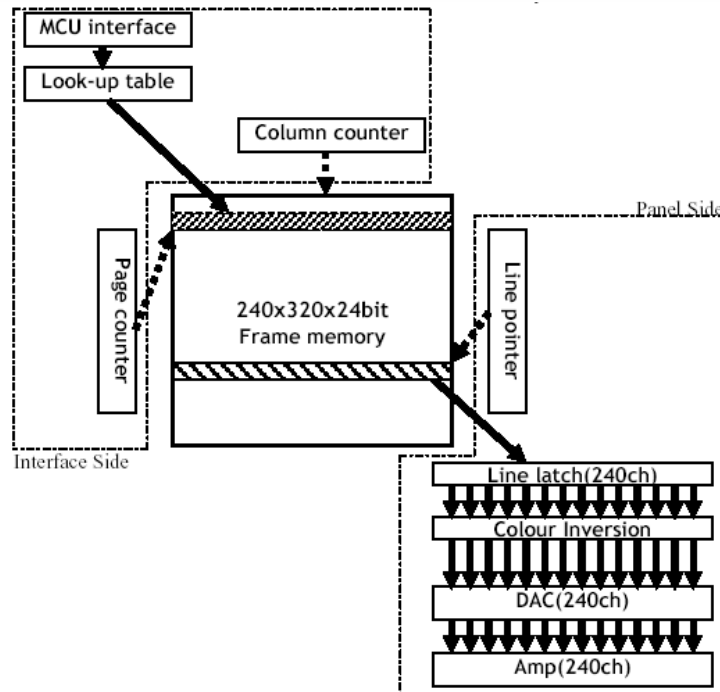 MCU interface
Look-up table
Column counter
Panel Side
Page counter
240x320x24bit
Frame memory
Line pointer
Interface Side
Line latch(240ch)
Colour Inversion
DAC(240ch)
Amp(240ch)